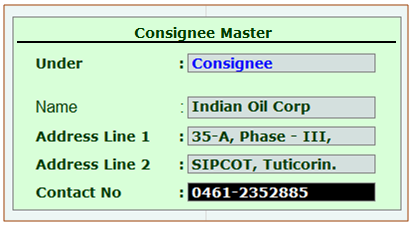 Consignee Master
Under : Consignee
Name : Indian Oil Corp
Address Line 1 : 35-A, Phase - III,
Address Line 2 : SIPCOT, Tuticorin.
Contact No : 0461-2352885